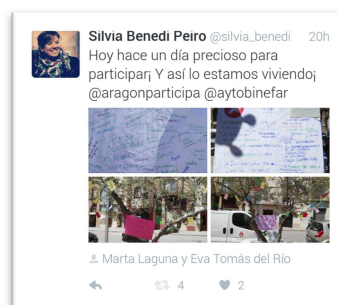 Silvia Benedi Peiro @silvia_benedi 20h
Hoy hace un día precioso para
participar¡ Y así lo estamos viviendo¡
@aragonparticipa @aytobinefar
Marta Laguna y Eva Tomás del Río
4 2